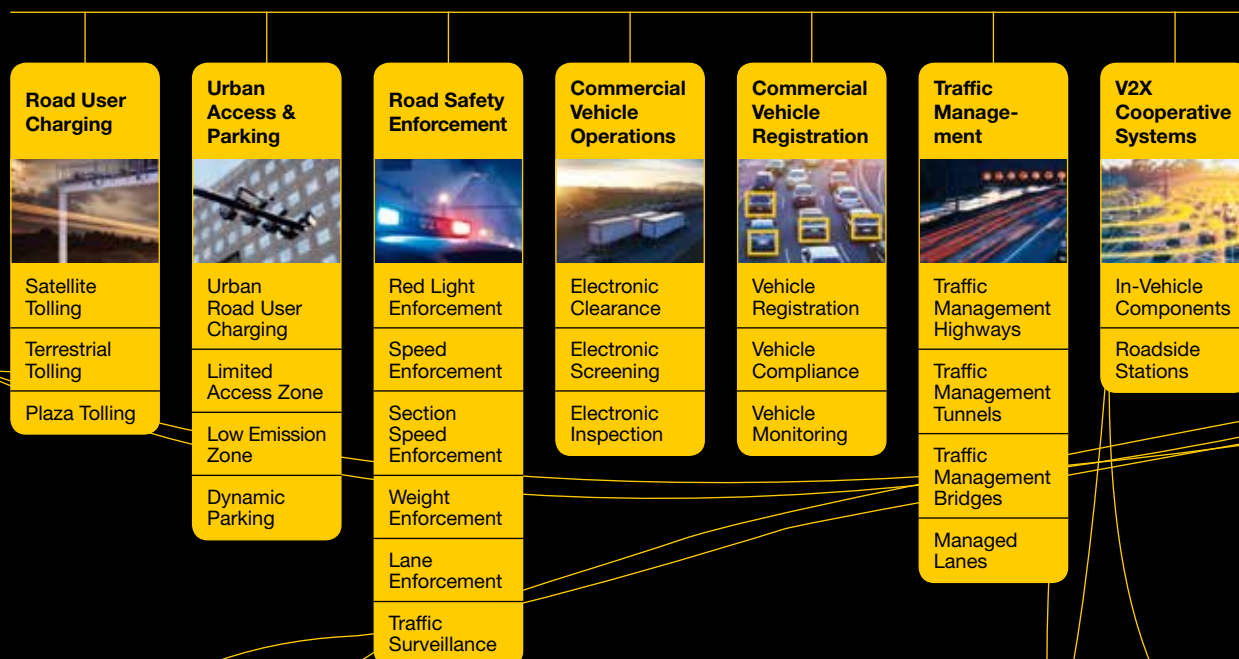 Road User
Charging
Satellite
Tolling
Terrestrial
Tolling
Plaza Tolling
Urban
Access &
Parking
Urban
Road User
Charging
Limited
Access Zone
Low Emission
Zone
Dynamic
Parking
Road Safety
Enforcement
Red Light
Enforcement
Speed
Enforcement
Section
Speed
Enforcement
Weight
Enforcement
Lane
Enforcement
Traffic
Surveillance
Commercial
Vehicle
Operations
Electronic
Clearance
Electronic
Screening
Electronic
Inspection
Commercial
Vehicle
Registration
Vehicle
Registration
Vehicle
Compliance
Vehicle
Monitoring
Traffic
Manage-
ment
Traffic
Management
Highways
Traffic
Management
Tunnels
Traffic
Management
Bridges
Managed
Lanes
V2X
Cooperative
Systems
In-Vehicle
Components
Roadside
Stations